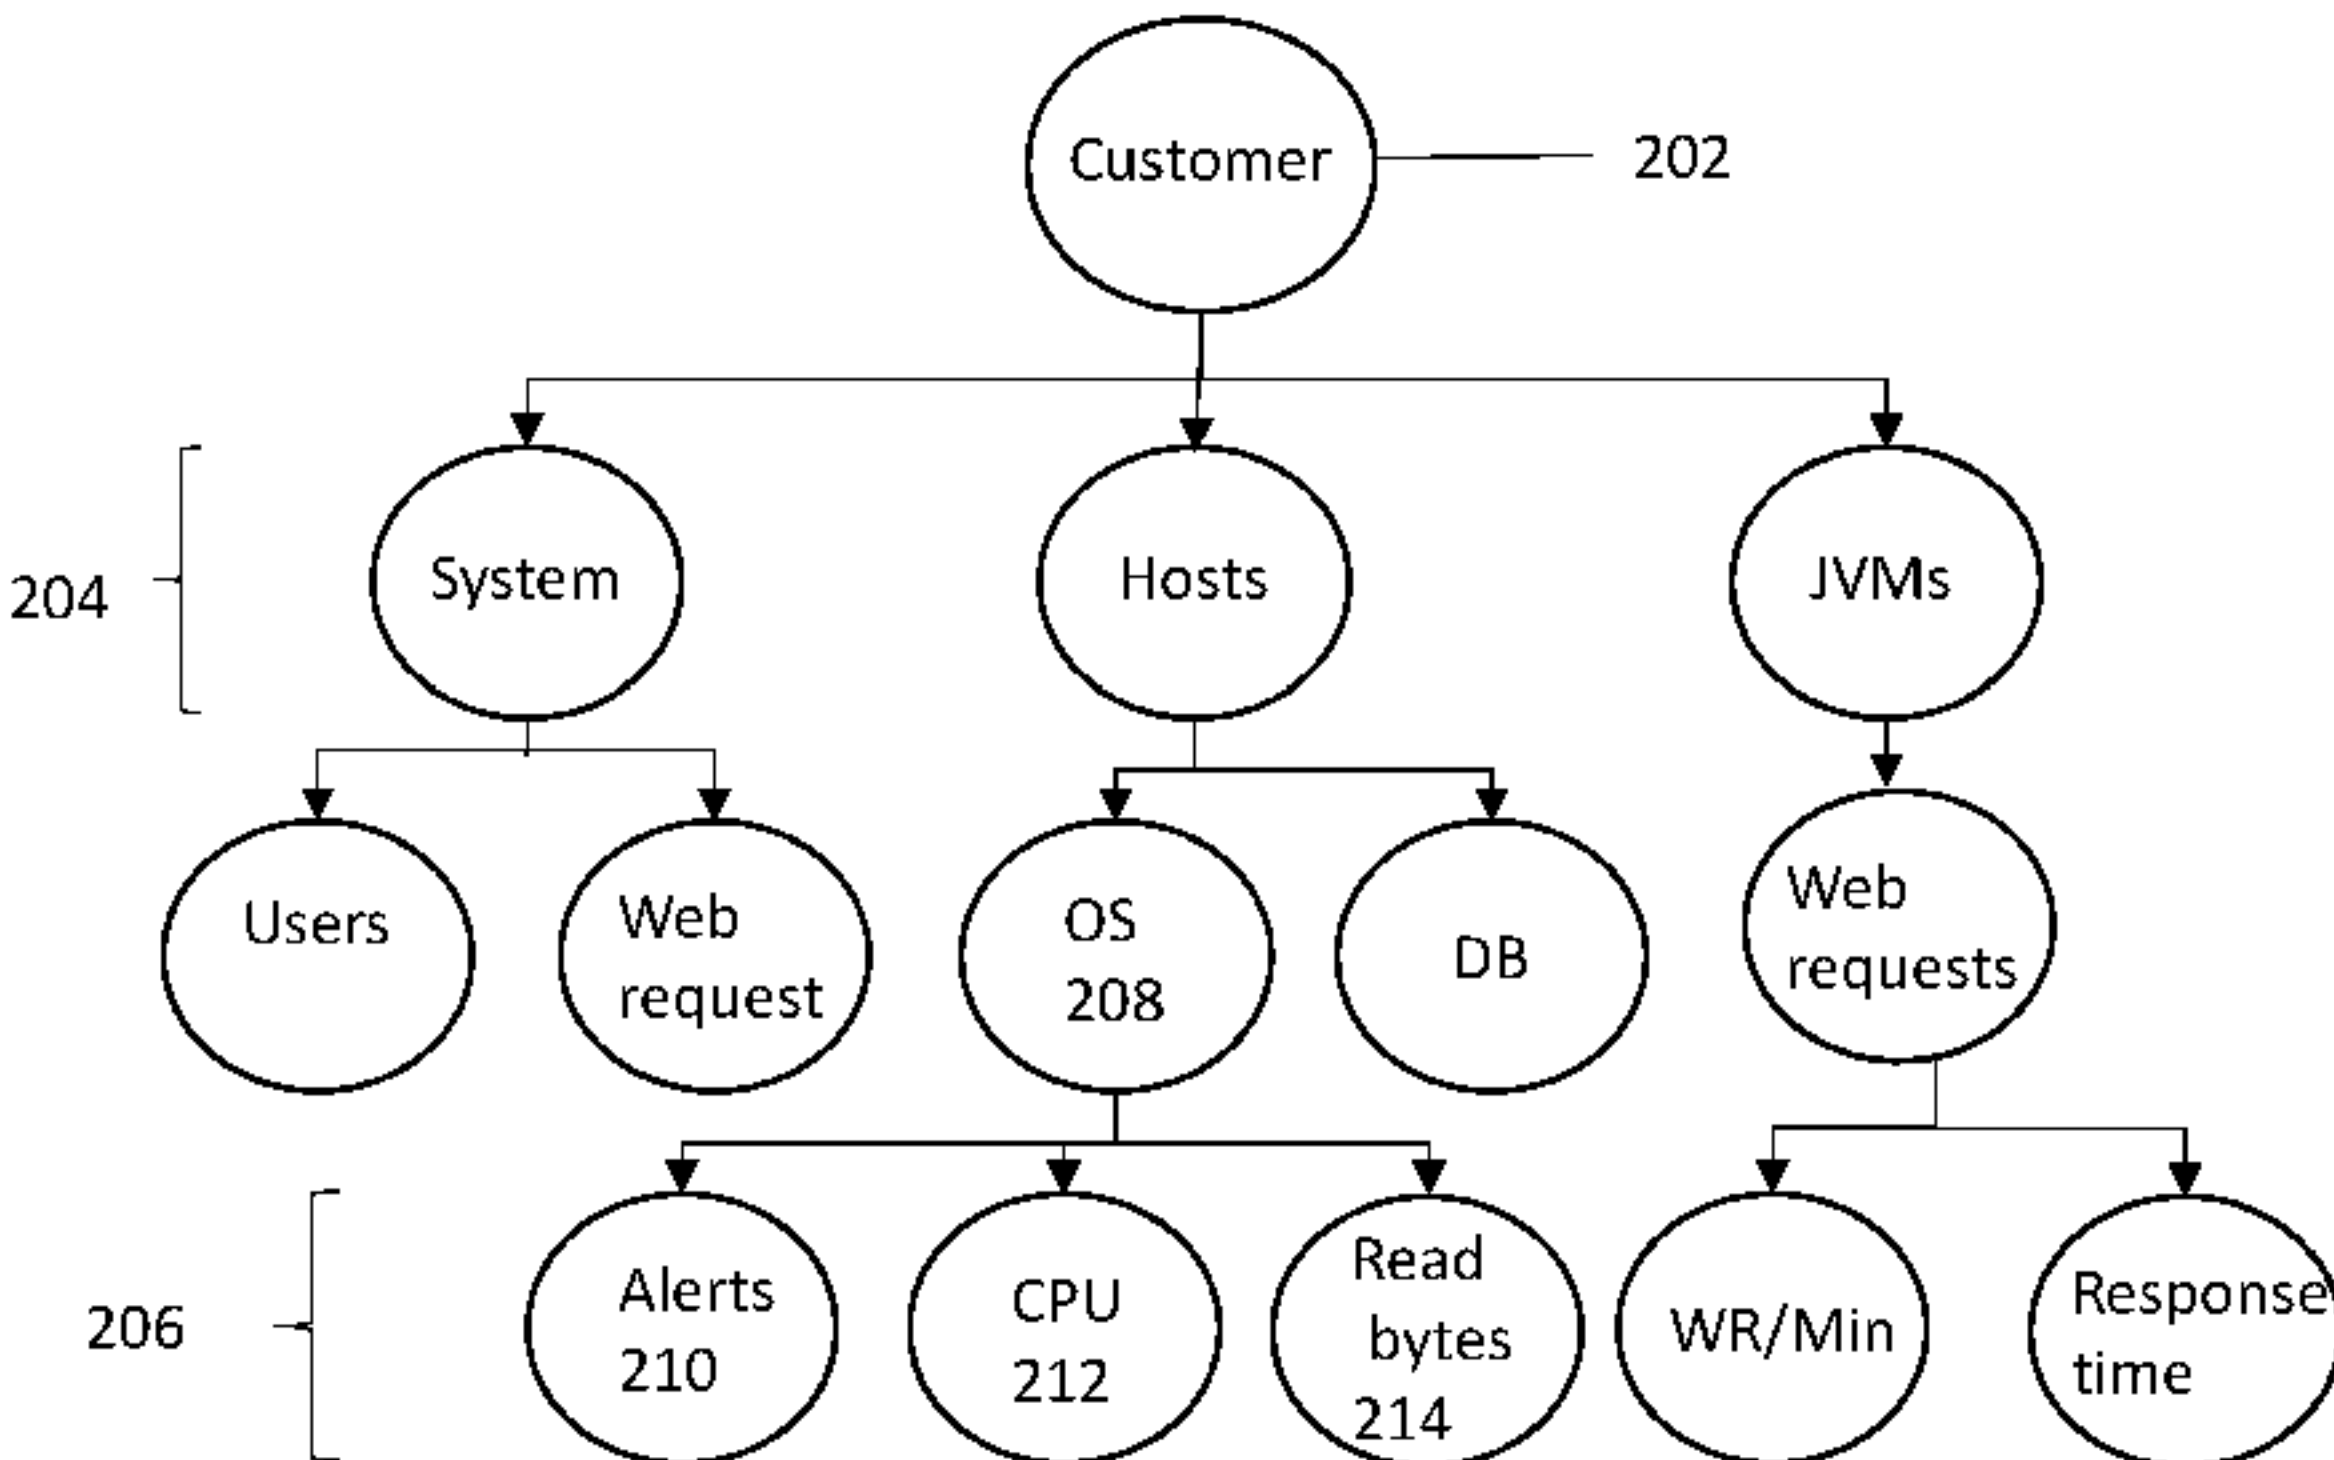 Customer
202
204
System
Hosts
JVMs
Users
Web
request
OS
208
DB
Web
requests
206
Alerts
210
CPU
212
Read
bytes
214
WR/Min
Response
time